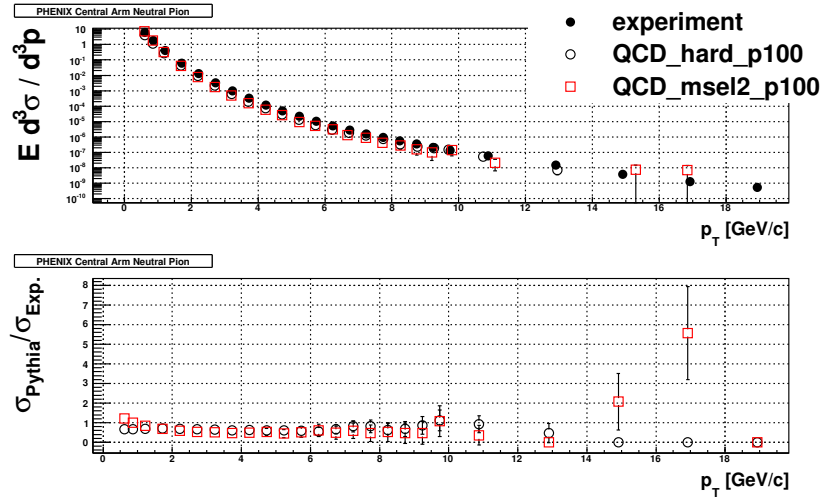 PHENIX Central Arm Neutral Pion
experiment
QCD_hard_p100
QCD_msel2_p100
E d³σ / d³p
10
1
10⁻¹
10⁻²
10⁻³
10⁻⁴
10⁻⁵
10⁻⁶
10⁻⁷
10⁻⁸
10⁻⁹
10⁻¹⁰
0 2 4 6 8 10 12 14 16 18
p_T [GeV/c]
PHENIX Central Arm Neutral Pion
σ_Pythia/σ_Exp.
8
7
6
5
4
3
2
1
0
0 2 4 6 8 10 12 14 16 18
p_T [GeV/c]